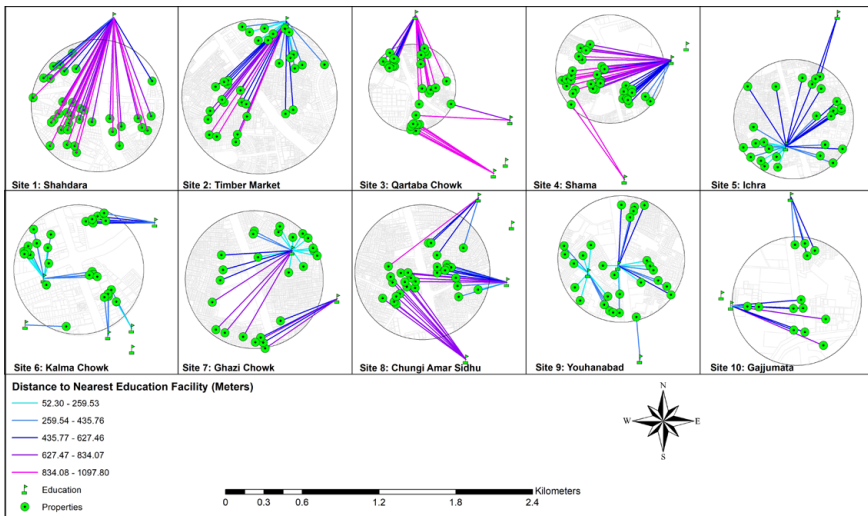 Site 1: Shahdara
Site 2: Timber Market
Site 3: Qartaba Chowk
Site 4: Shama
Site 5: Ichra
Site 6: Kalma Chowk
Site 7: Ghazi Chowk
Site 8: Chungi Amar Sidhu
Site 9: Youhanabad
Site 10: Gajjumata
Distance to Nearest Education Facility (Meters)
52.30 - 259.53
259.54 - 435.76
435.77 - 627.46
627.47 - 834.07
834.08 - 1097.80
Education
Properties
N
W E
S
Kilometers
0 0.3 0.6 1.2 1.8 2.4